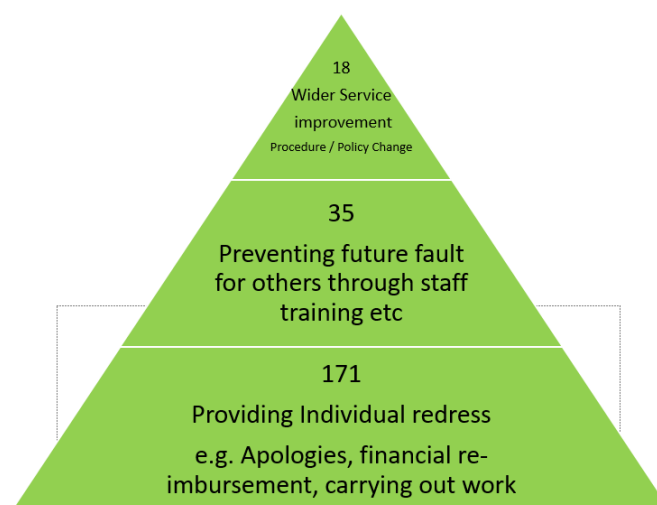 18
Wider Service
improvement
Procedure / Policy Change
35
Preventing future fault
for others through staff
training etc
171
Providing Individual redress
e.g. Apologies, financial re-
imbursement, carrying out work